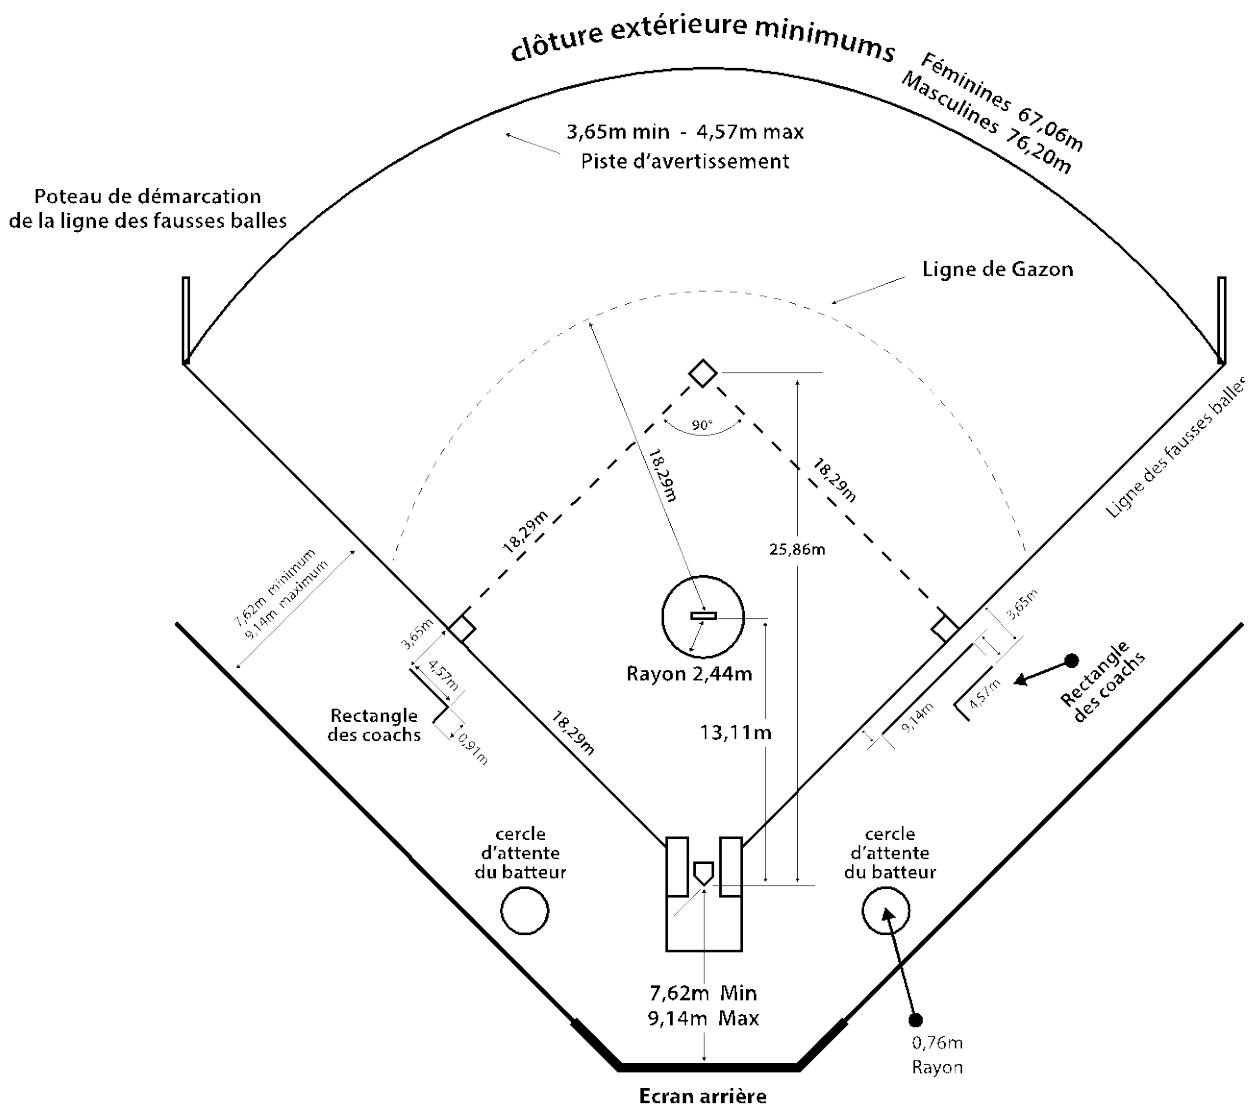 clôture extérieure minimums
Féminines 67,06m
Masculines 76,20m
3,65m min - 4,57m max
Piste d'avertissement
Poteau de démarcation
de la ligne des fausses balles
Ligne de Gazon
90°
Ligne des fausses balles
18,29m
18,29m
18,29m
25,86m
7,62m minimum
9,14m maximum
3,65m
3,65m
4,57m
Rayon 2,44m
Rectangle
des coachs
4,57m
Rectangle
des coachs
0,91m
18,29m
13,11m
9,14m
cercle
d'attente
du batteur
cercle
d'attente
du batteur
7,62m Min
9,14m Max
0,76m
Rayon
Ecran arrière